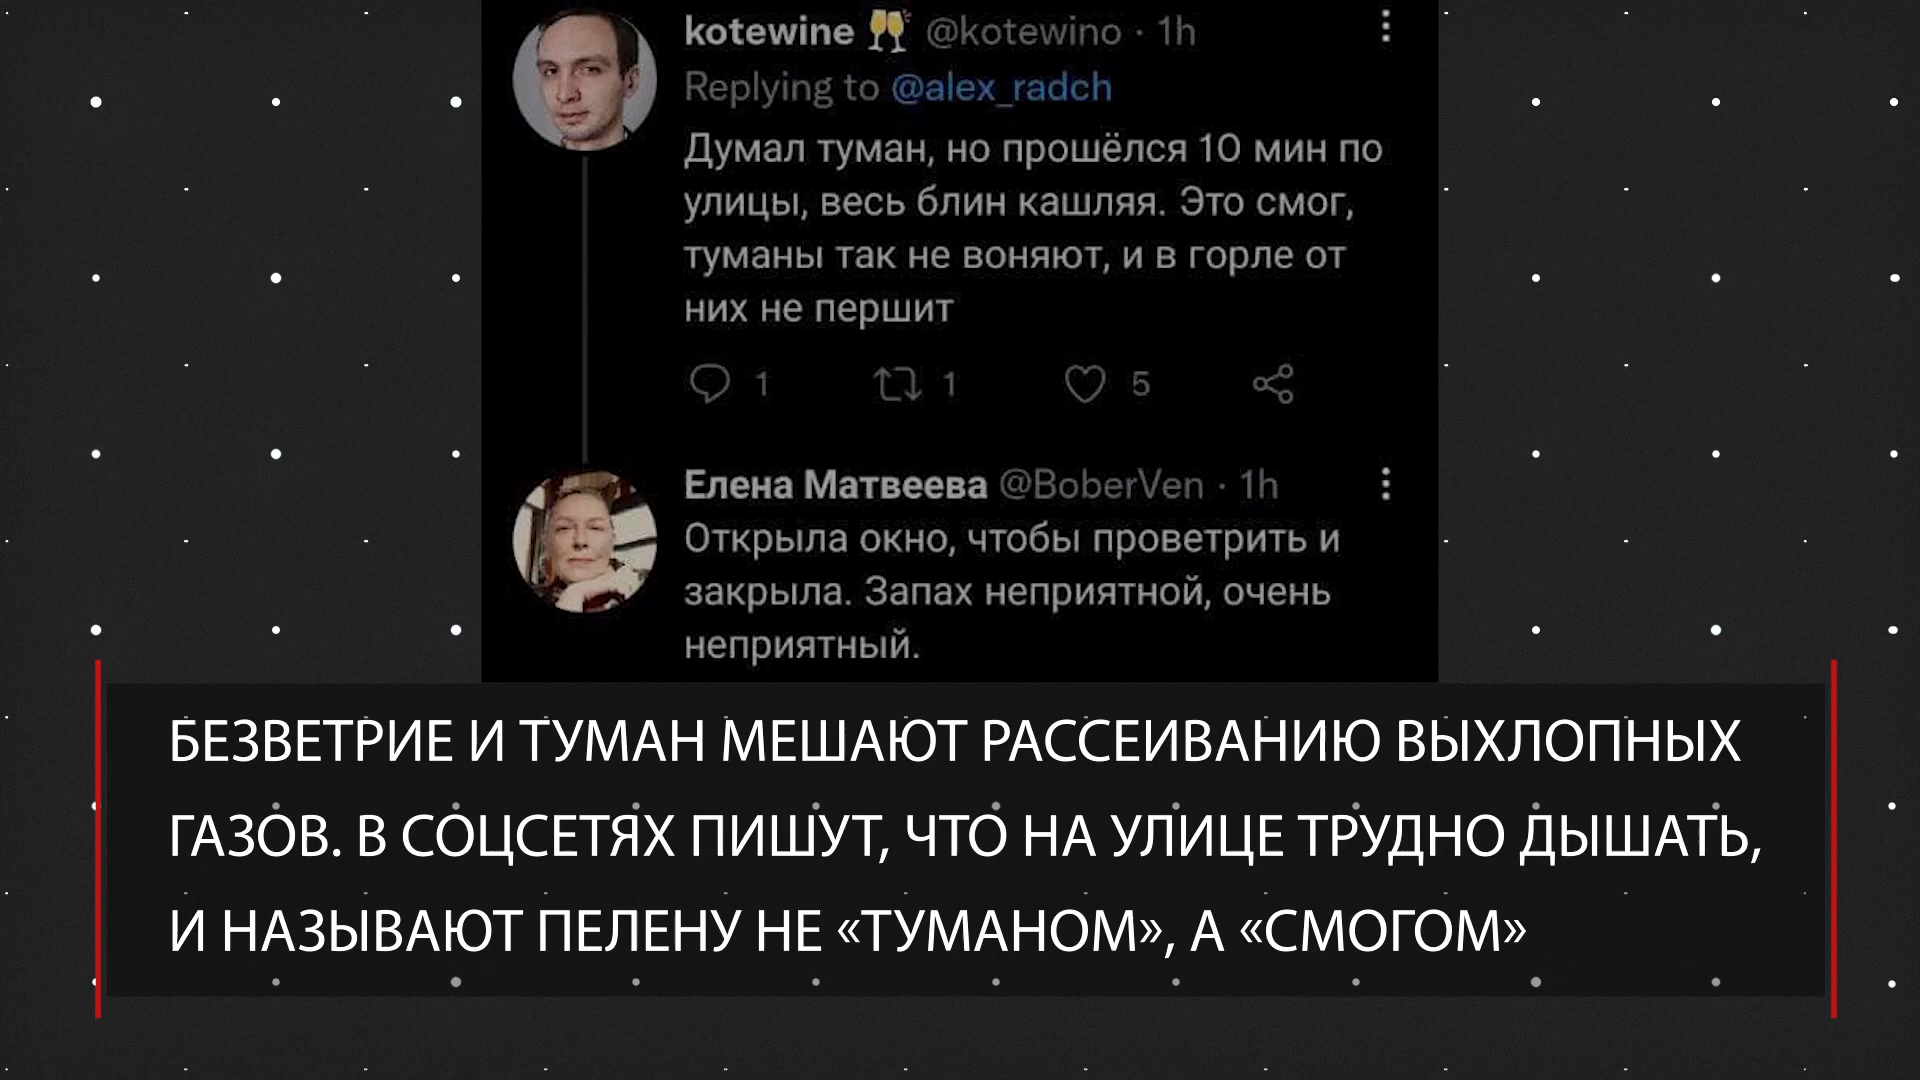 kotewine 🥂 @kotewino · 1h
Replying to @alex_radch
Думал туман, но прошёлся 10 мин по
улицы, весь блин кашляя. Это смог,
туманы так не воняют, и в горле от
них не першит
1 1 5
Елена Матвеева @BoberVen · 1h
Открыла окно, чтобы проветрить и
закрыла. Запах неприятной, очень
неприятный.
БЕЗВЕТРИЕ И ТУМАН МЕШАЮТ РАССЕИВАНИЮ ВЫХЛОПНЫХ
ГАЗОВ. В СОЦСЕТЯХ ПИШУТ, ЧТО НА УЛИЦЕ ТРУДНО ДЫШАТЬ,
И НАЗЫВАЮТ ПЕЛЕНУ НЕ «ТУМАНОМ», А «СМОГОМ»